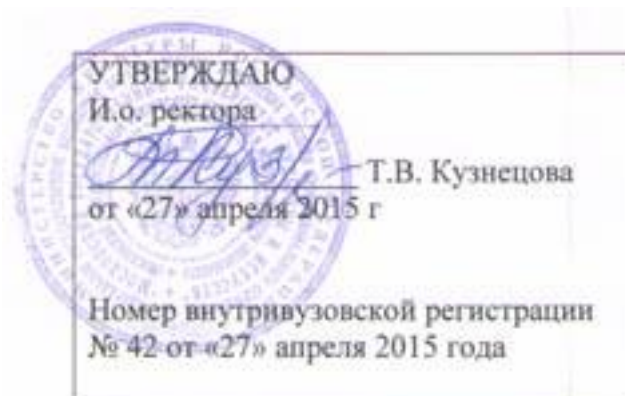 УТВЕРЖДАЮ
И.о. ректора
Т.В. Кузнецова
от «27» апреля 2015 г
Номер внутривузовской регистрации
№ 42 от «27» апреля 2015 года